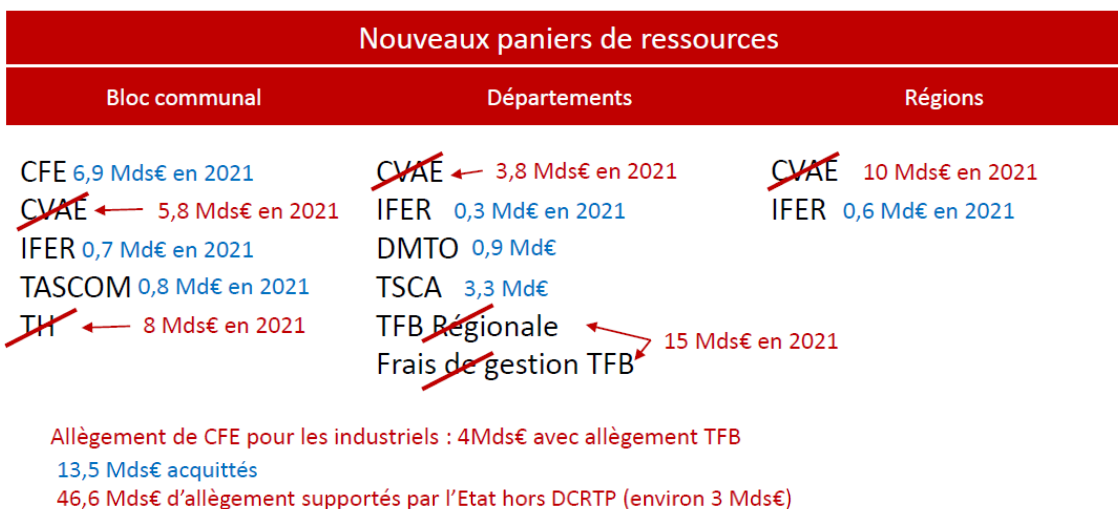 Nouveaux paniers de ressources
Bloc communal
Départements
Régions
CFE 6,9 Mds€ en 2021
CVAE 5,8 Mds€ en 2021
IFER 0,7 Md€ en 2021
TASCOM 0,8 Md€ en 2021
TH 8 Mds€ en 2021
CVAE 3,8 Mds€ en 2021
IFER 0,3 Md€ en 2021
DMTO 0,9 Md€
TSCA 3,3 Md€
TFB Régionale
Frais de gestion TFB
15 Mds€ en 2021
CVAE 10 Mds€ en 2021
IFER 0,6 Md€ en 2021
Allègement de CFE pour les industriels : 4Mds€ avec allègement TFB
13,5 Mds€ acquittés
46,6 Mds€ d'allègement supportés par l'Etat hors DCRTP (environ 3 Mds€)